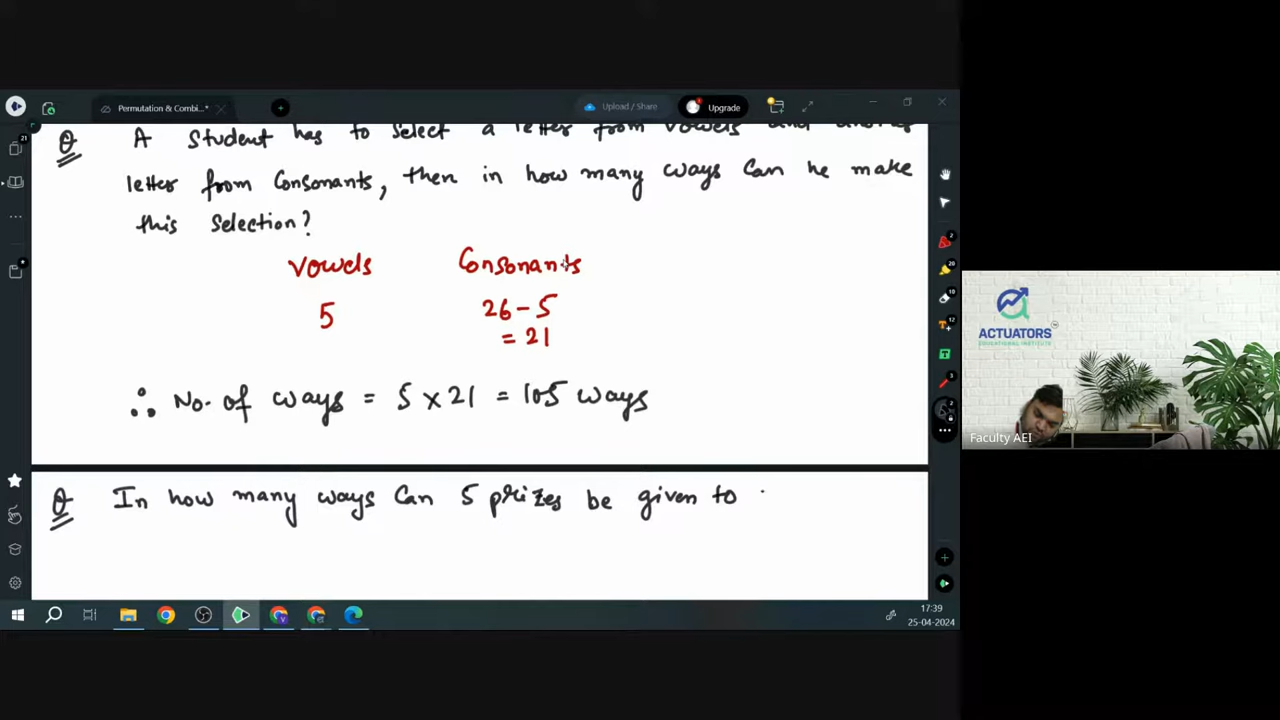 Permutation & Combi...*
Upload / Share
Upgrade
Q A student has to select a letter from vowels and
letter from Consonants, then in how many ways can he make
this selection?
Vowels Consonants
5 26 - 5
= 21
∴ No. of ways = 5 × 21 = 105 ways
Q In how many ways Can 5 prizes be given to
ACTUATORS
EDUCATIONAL INSTITUTE
Faculty AEI
17:39
25-04-2024